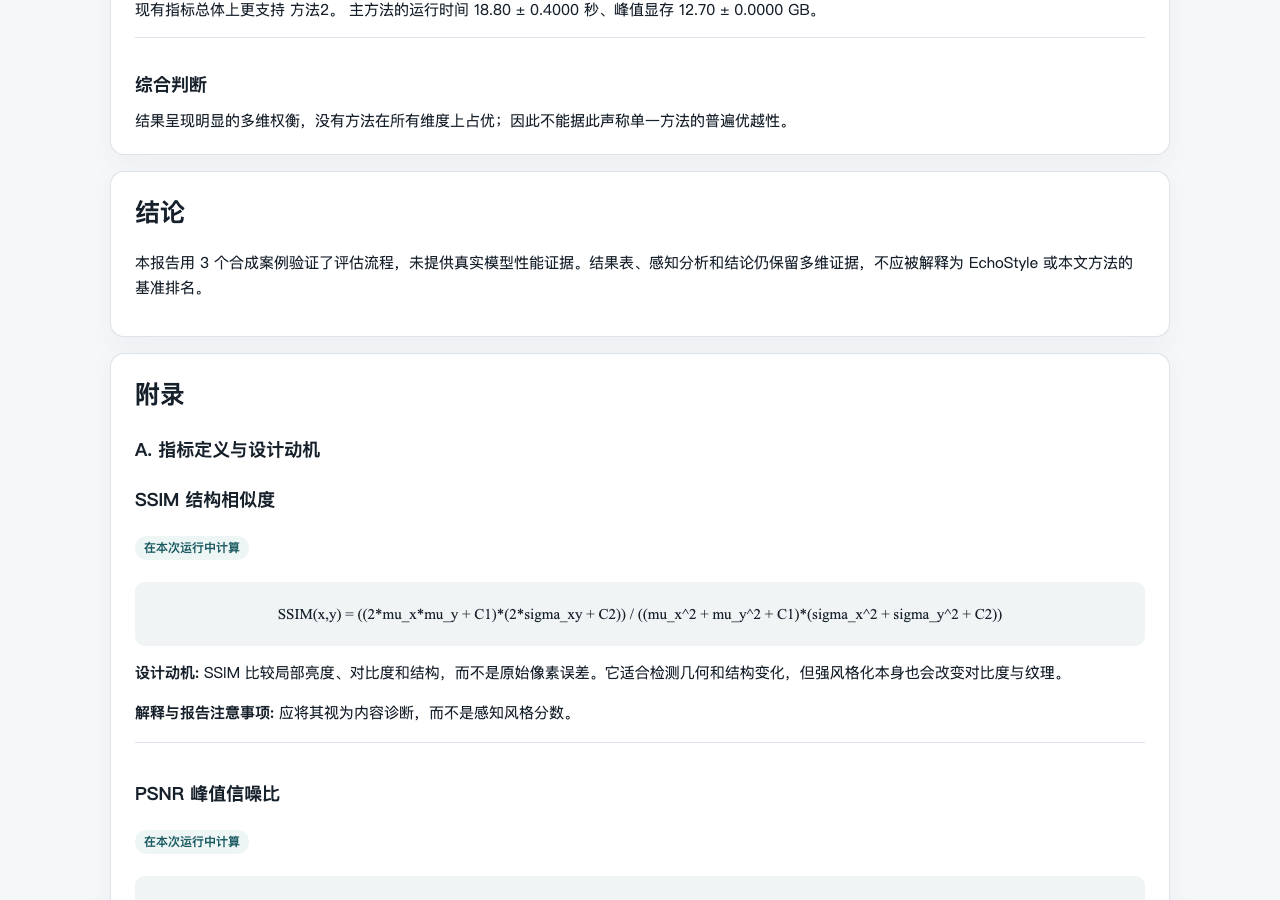 现有指标总体上更支持 方法2。 主方法的运行时间 18.80 ± 0.4000 秒、峰值显存 12.70 ± 0.0000 GB。
综合判断
结果呈现明显的多维权衡，没有方法在所有维度上占优；因此不能据此声称单一方法的普遍优越性。
结论
本报告用 3 个合成案例验证了评估流程，未提供真实模型性能证据。结果表、感知分析和结论仍保留多维证据，不应被解释为 EchoStyle 或本文方法的
基准排名。
附录
A. 指标定义与设计动机
SSIM 结构相似度
在本次运行中计算
SSIM(x,y) = ((2*mu_x*mu_y + C1)*(2*sigma_xy + C2)) / ((mu_x^2 + mu_y^2 + C1)*(sigma_x^2 + sigma_y^2 + C2))
设计动机: SSIM 比较局部亮度、对比度和结构，而不是原始像素误差。它适合检测几何和结构变化，但强风格化本身也会改变对比度与纹理。
解释与报告注意事项: 应将其视为内容诊断，而不是感知风格分数。
PSNR 峰值信噪比
在本次运行中计算